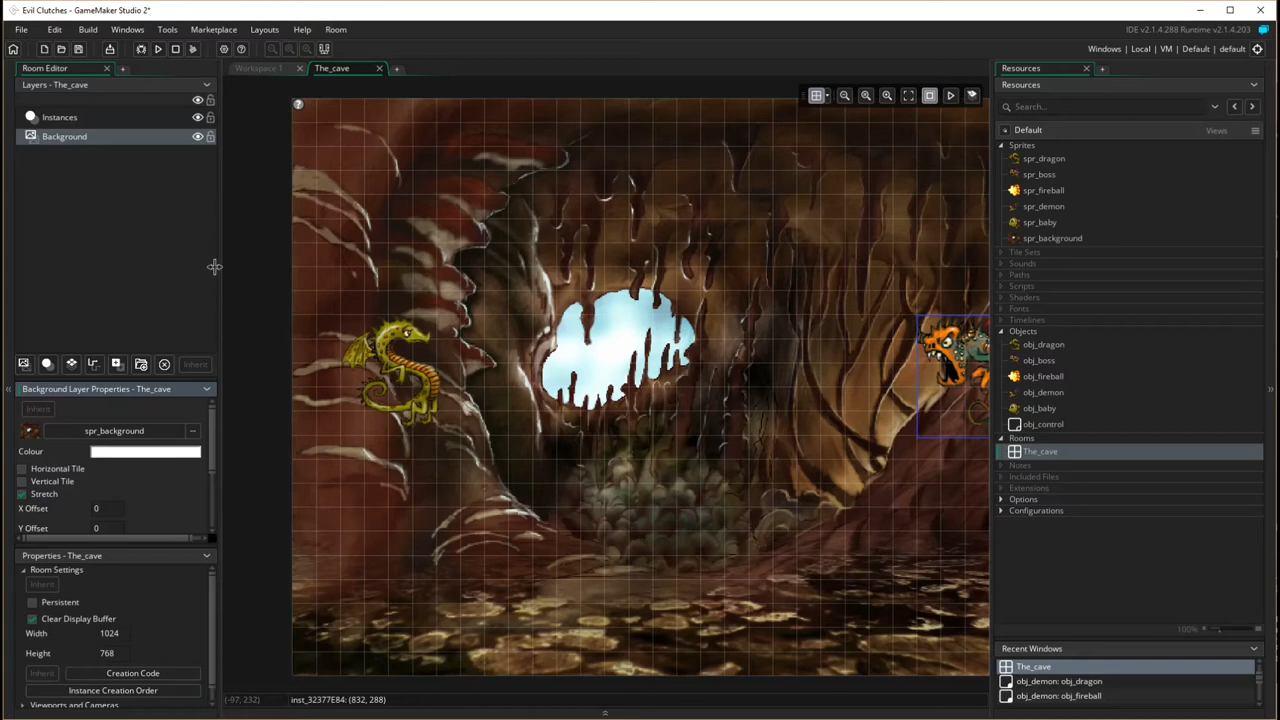 Evil Clutches - GameMaker Studio 2*
File Edit Build Windows Tools Marketplace Layouts Help Room
IDE v2.1.4.288 Runtime v2.1.4.203
Windows | Local | VM | Default | default
Room Editor
Workspace 1
The_cave
Resources
Layers - The_cave
Resources
Search...
Instances
Background
Default
Views
Sprites
spr_dragon
spr_boss
spr_fireball
spr_demon
spr_baby
spr_background
Tile Sets
Sounds
Paths
Scripts
Shaders
Fonts
Timelines
Objects
obj_dragon
obj_boss
obj_fireball
obj_demon
obj_baby
obj_control
Rooms
The_cave
Notes
Included Files
Extensions
Options
Configurations
100%
Inherit
Background Layer Properties - The_cave
Inherit
spr_background
Colour
Horizontal Tile
Vertical Tile
Stretch
X Offset 0
Y Offset 0
Properties - The_cave
Room Settings
Inherit
Persistent
Clear Display Buffer
Width 1024
Height 768
Inherit Creation Code
Instance Creation Order
Viewports and Cameras
(-97, 232) inst_32377E84: (832, 288)
Recent Windows
The_cave
obj_demon: obj_dragon
obj_demon: obj_fireball